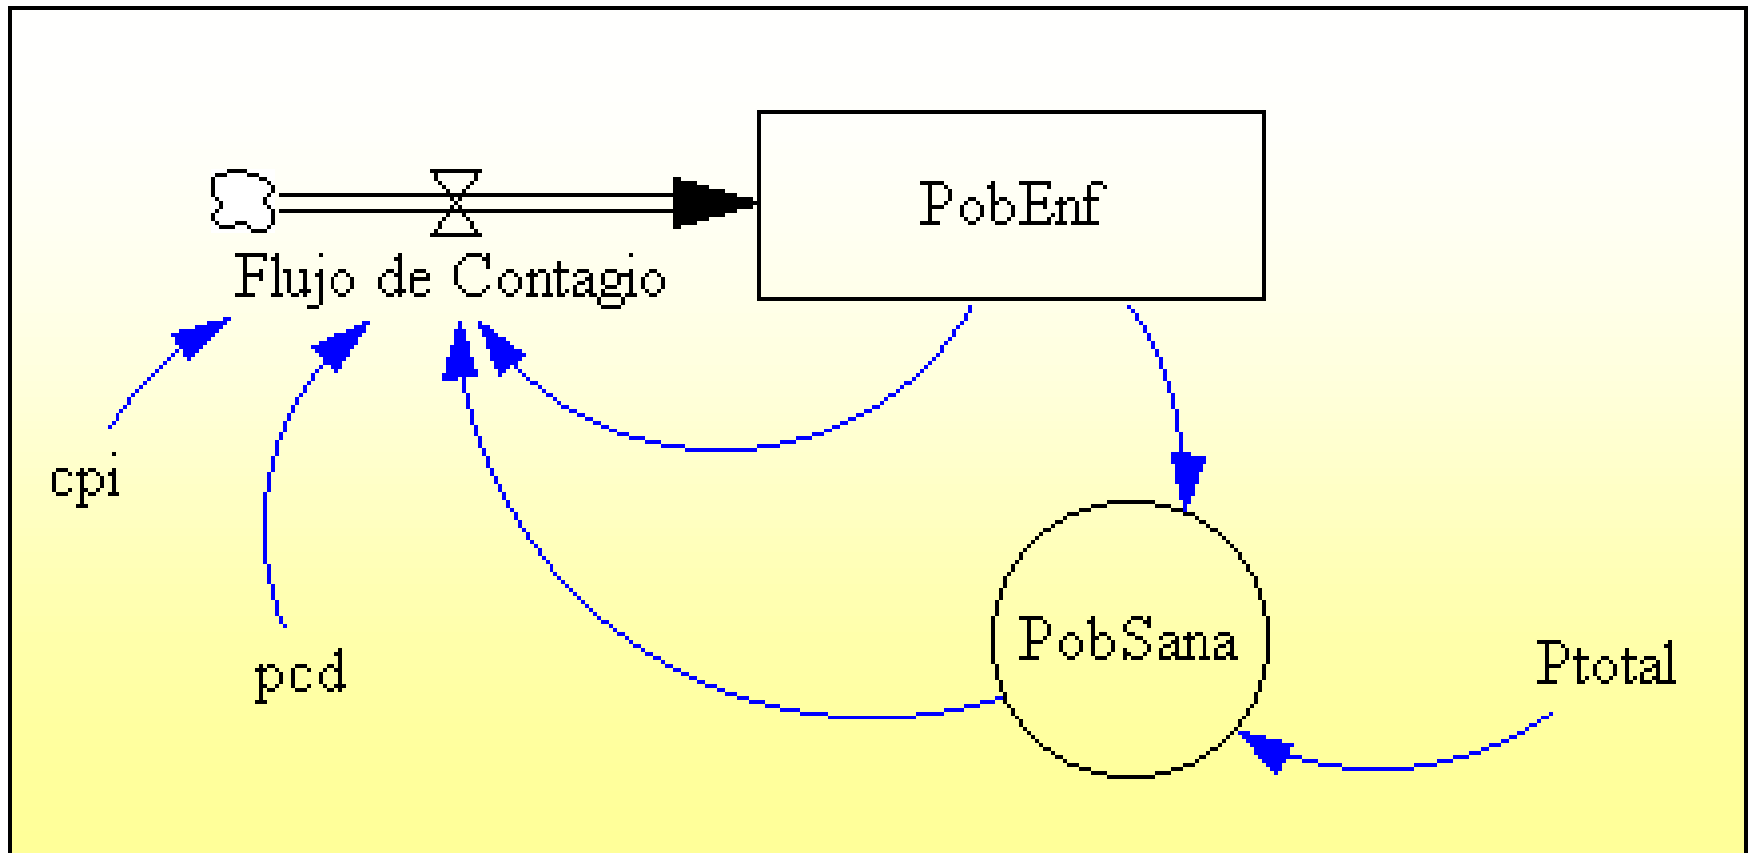 PobEnf
Flujo de Contagio
cpi
pcd
PobSana
Ptotal